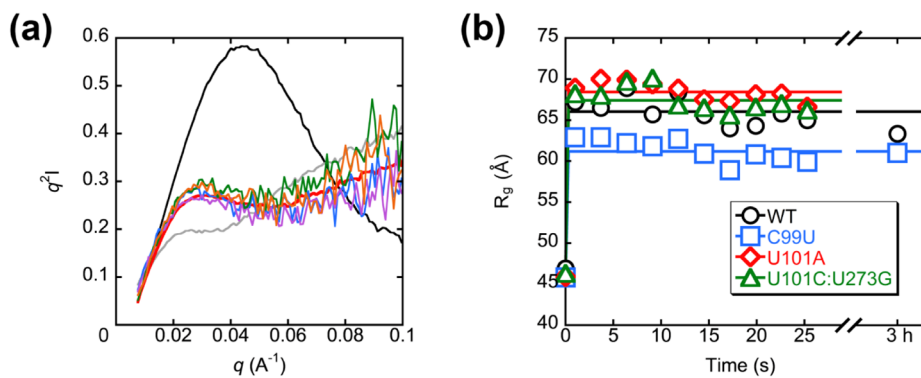 (a)
0.6
0.5
0.4
0.3
0.2
0.1
q²I
0
0.02
0.04
0.06
0.08
0.1
q (A⁻¹)
(b)
75
70
65
60
55
50
45
40
Rg (Å)
WT
C99U
U101A
U101C:U273G
0
5
10
15
20
25
3 h
Time (s)